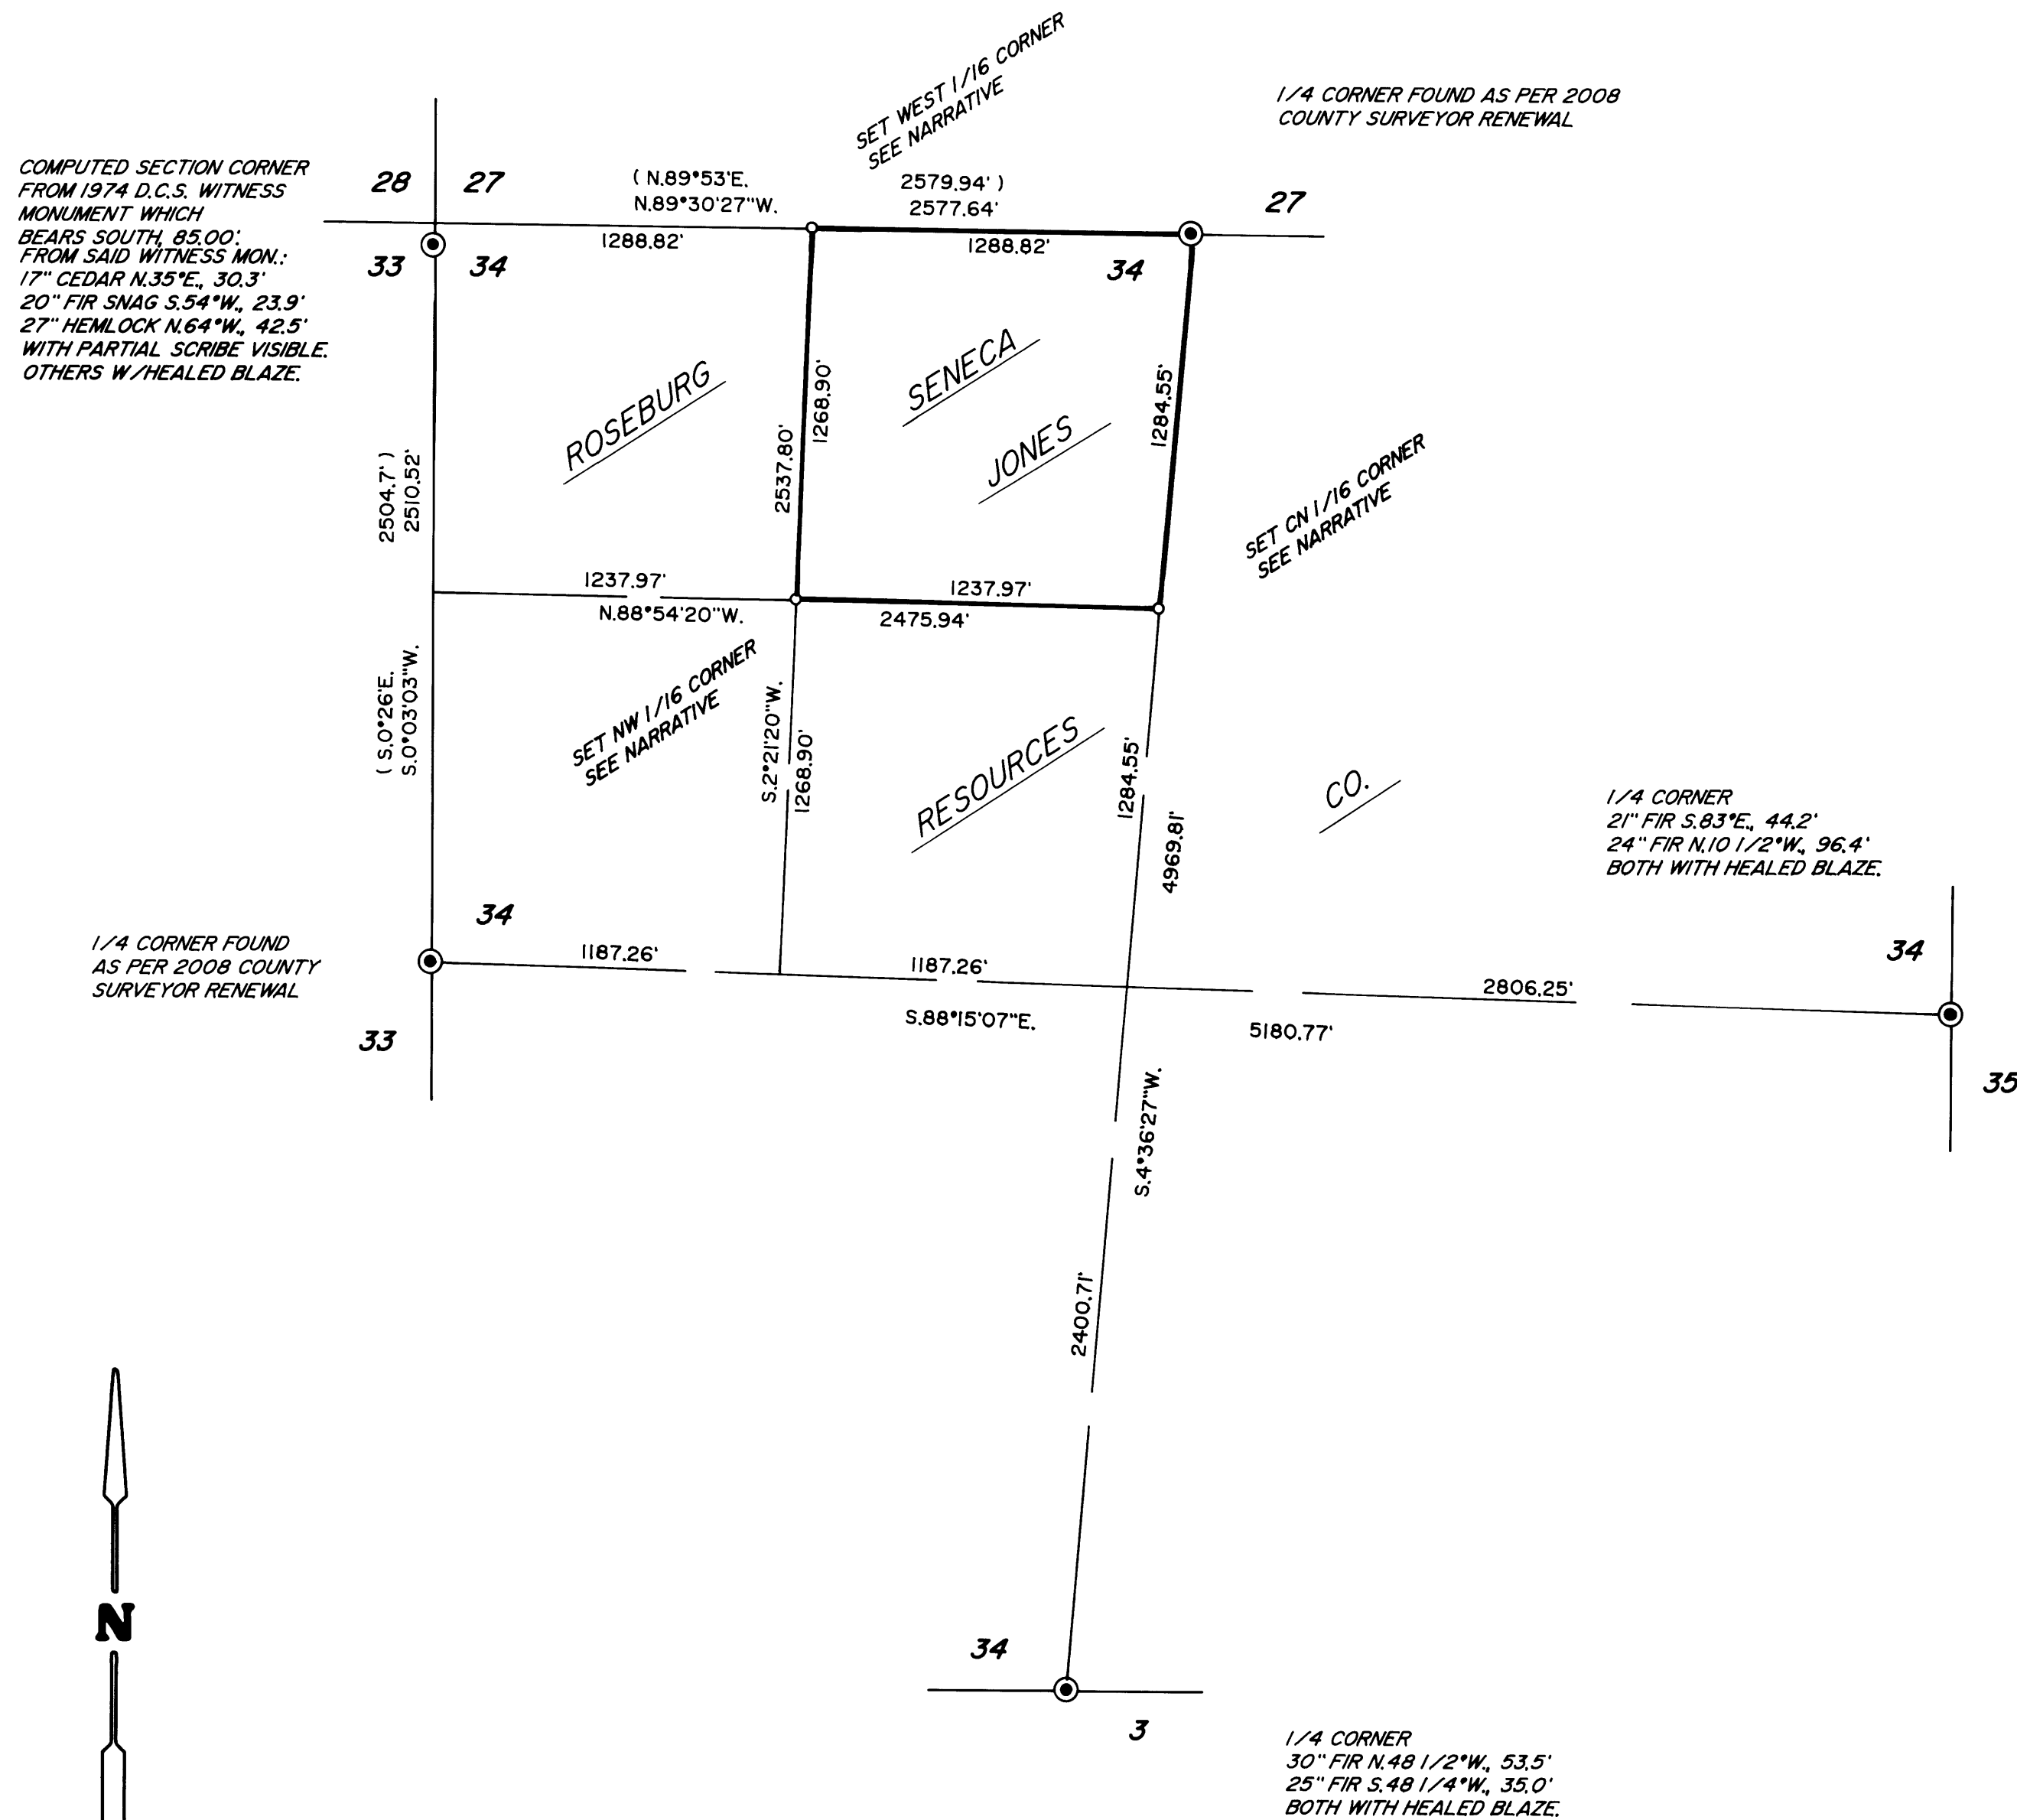 SET WEST 1/16 CORNER
SEE NARRATIVE
1/4 CORNER FOUND AS PER 2008
COUNTY SURVEYOR RENEWAL
COMPUTED SECTION CORNER
FROM 1974 D.C.S. WITNESS
MONUMENT WHICH
BEARS SOUTH, 85.00'.
FROM SAID WITNESS MON.:
17" CEDAR N.35°E., 30.3'
20" FIR SNAG S.54°W., 23.9'
27" HEMLOCK N.64°W., 42.5'
WITH PARTIAL SCRIBE VISIBLE.
OTHERS W/HEALED BLAZE.
28
27
33
34
( N.89°53'E. 2579.94' )
N.89°30'27"W. 2577.64'
1288.82'
1288.82'
27
34
ROSEBURG
SENECA
JONES
2537.80'
1268.90'
1284.55'
( S.0°26'E. 2504.7' )
S.0°03'03"W. 2510.52'
SET CN 1/16 CORNER
SEE NARRATIVE
1237.97'
1237.97'
N.88°54'20"W.
2475.94'
SET NW 1/16 CORNER
SEE NARRATIVE
S.2°21'20"W.
1268.90'
RESOURCES
CO.
1284.55'
4969.81'
1/4 CORNER
21" FIR S.83°E., 44.2'
24" FIR N.10 1/2°W., 96.4'
BOTH WITH HEALED BLAZE.
1/4 CORNER FOUND
AS PER 2008 COUNTY
SURVEYOR RENEWAL
34
33
1187.26'
1187.26'
2806.25'
S.88°15'07"E.
5180.77'
34
35
S.4°36'27"W.
2400.71'
N
34
3
1/4 CORNER
30" FIR N.48 1/2°W., 53.5'
25" FIR S.48 1/4°W., 35.0'
BOTH WITH HEALED BLAZE.